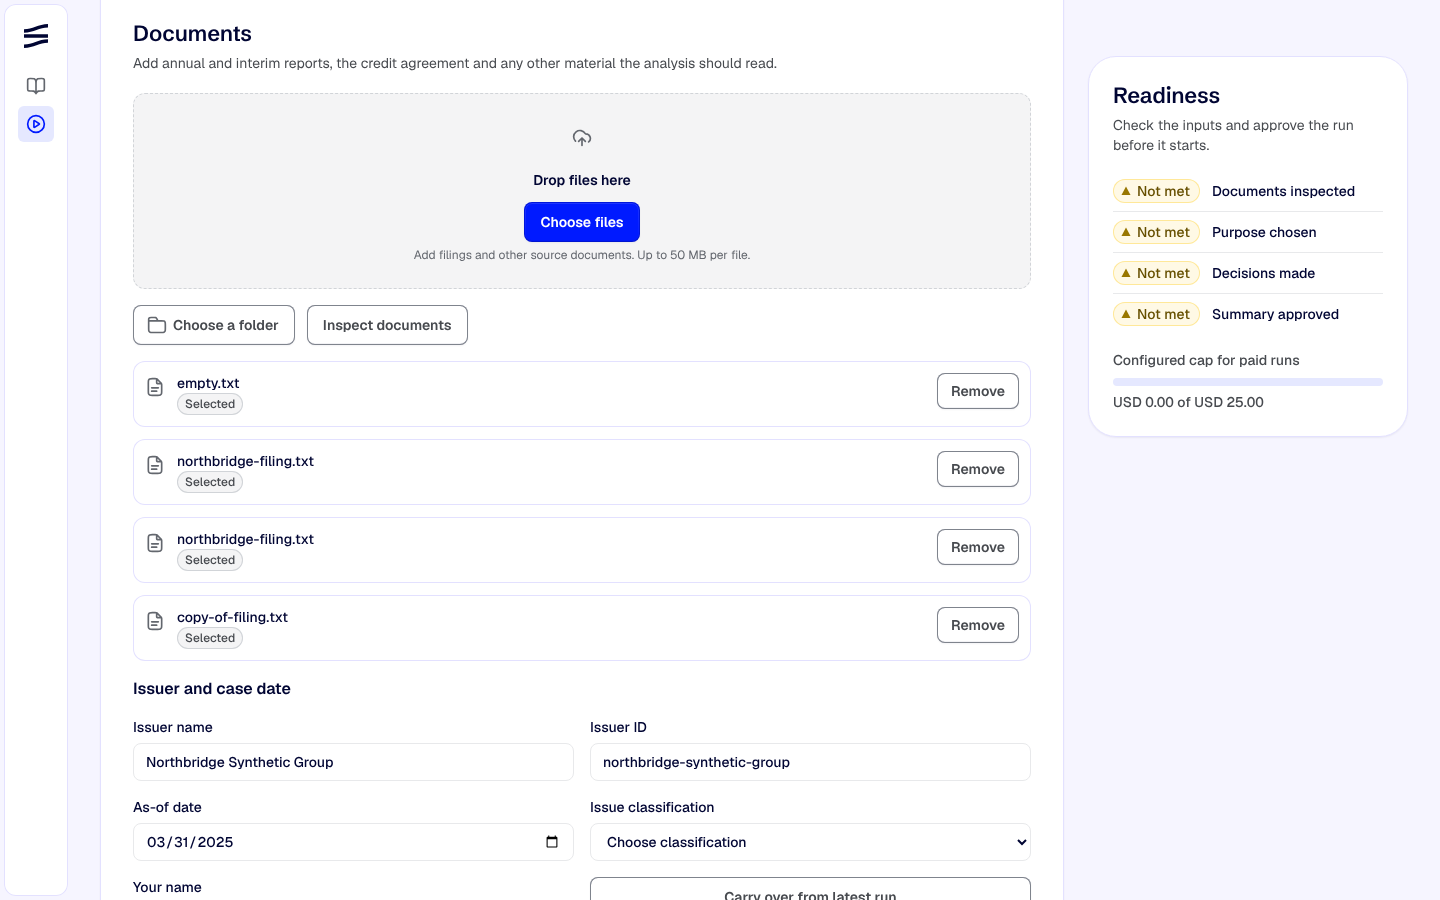 Documents
Add annual and interim reports, the credit agreement and any other material the analysis should read.
Drop files here
Choose files
Add filings and other source documents. Up to 50 MB per file.
Choose a folder
Inspect documents
empty.txt
Selected
Remove
northbridge-filing.txt
Selected
Remove
northbridge-filing.txt
Selected
Remove
copy-of-filing.txt
Selected
Remove
Issuer and case date
Issuer name
Issuer ID
Northbridge Synthetic Group
northbridge-synthetic-group
As-of date
Issue classification
03/31/2025
Choose classification
Your name
Carry over from latest run
Readiness
Check the inputs and approve the run
before it starts.
Not met Documents inspected
Not met Purpose chosen
Not met Decisions made
Not met Summary approved
Configured cap for paid runs
USD 0.00 of USD 25.00